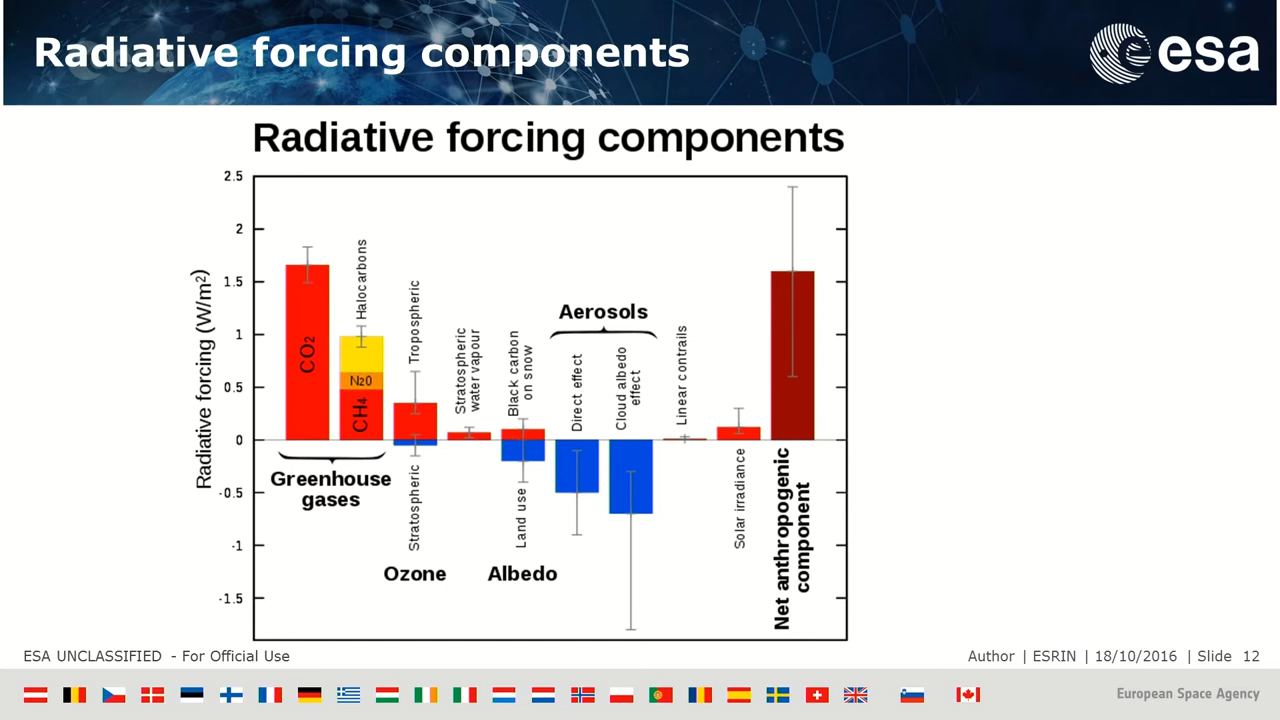 Radiative forcing components
esa
Radiative forcing components
2.5
2
1.5
1
0.5
0
-0.5
-1
-1.5
Radiative forcing (W/m²)
CO₂
Halocarbons
N₂0
CH₄
Greenhouse
gases
Tropospheric
Stratospheric
Ozone
Stratospheric
water vapour
Black carbon
on snow
Land use
Albedo
Aerosols
Direct effect
Cloud albedo
effect
Linear contrails
Solar irradiance
Net anthropogenic
component
ESA UNCLASSIFIED - For Official Use
Author | ESRIN | 18/10/2016 | Slide 12
European Space Agency